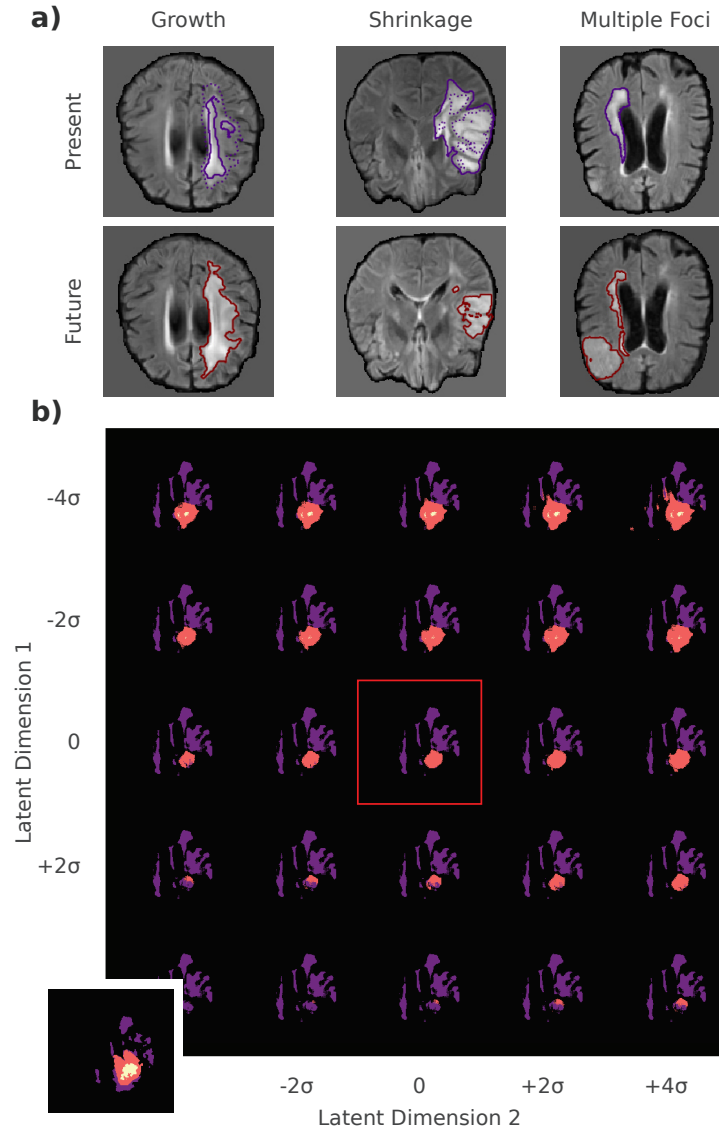 a)
Growth
Shrinkage
Multiple Foci
Present
Future
b)
-4σ
-2σ
0
+2σ
Latent Dimension 1
-2σ
0
+2σ
+4σ
Latent Dimension 2